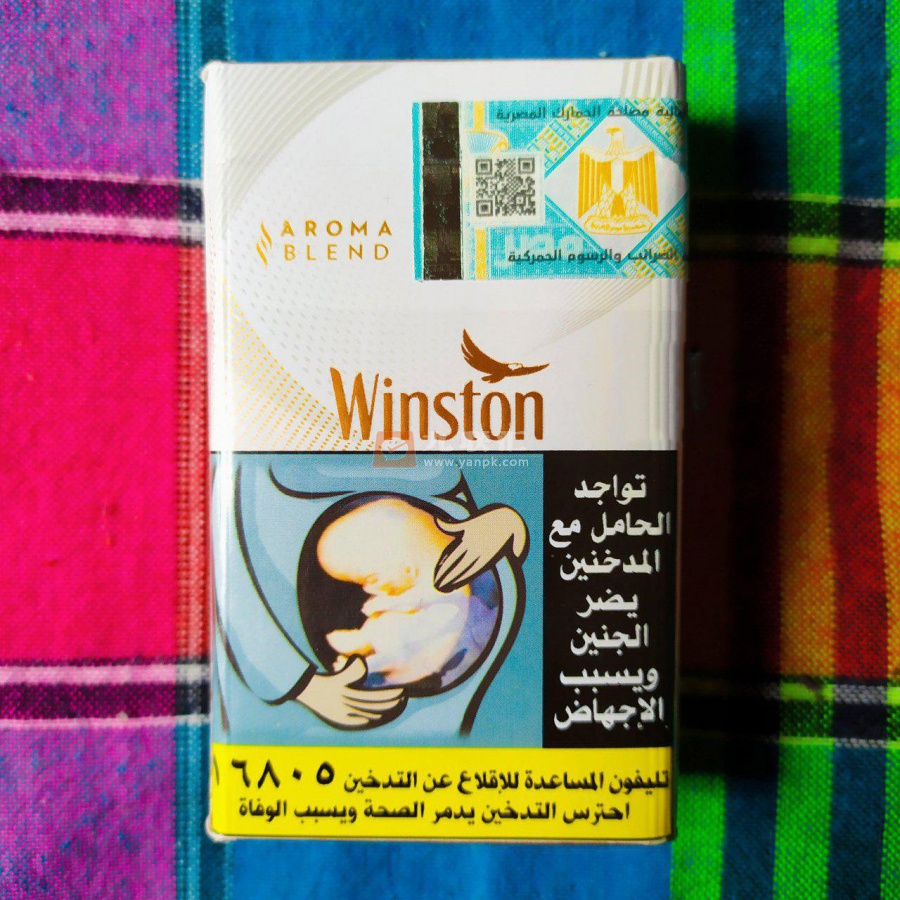 مصلحة الجمارك المصرية
AROMA
BLEND
مصر
الضرائب والرسوم الجمركية
Winston
www.yanpk.com
تواجد
الحامل مع
المدخنين
يضر
الجنين
ويسبب
الإجهاض
تليفون المساعدة للإقلاع عن التدخين ١٦٨٠٥
احترس التدخين يدمر الصحة ويسبب الوفاة